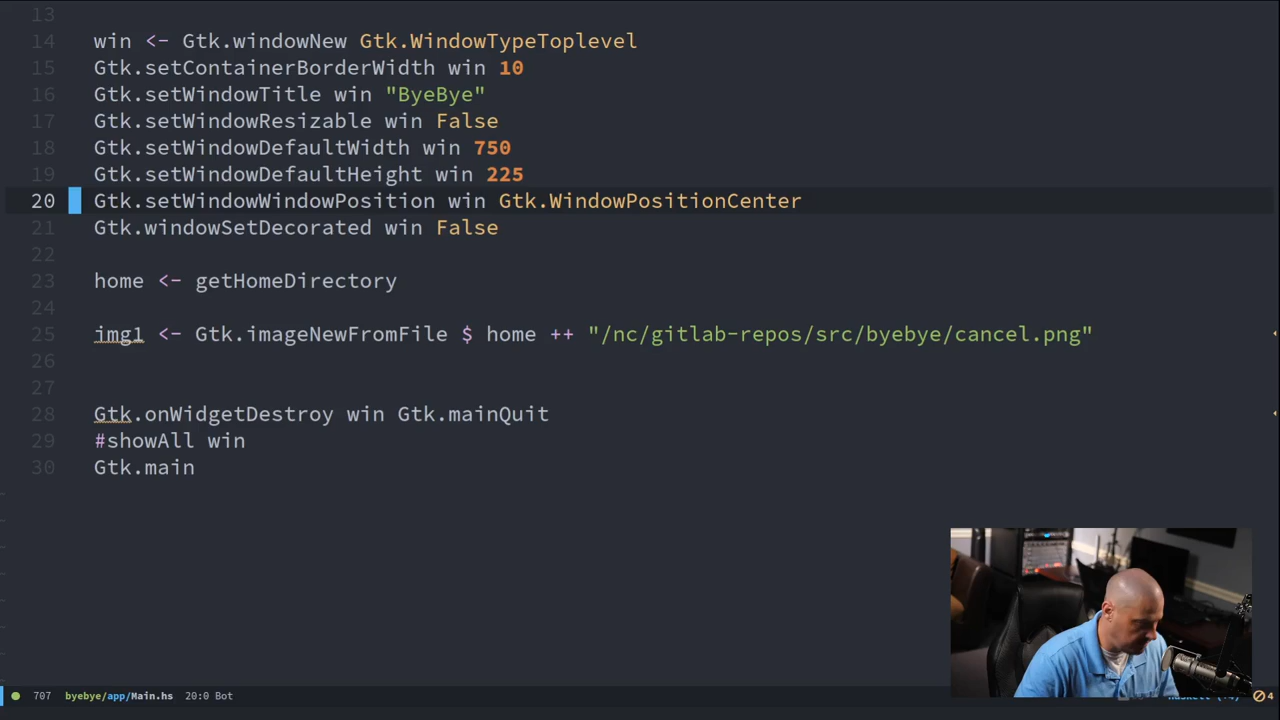 13
14 win <- Gtk.windowNew Gtk.WindowTypeToplevel
15 Gtk.setContainerBorderWidth win 10
16 Gtk.setWindowTitle win "ByeBye"
17 Gtk.setWindowResizable win False
18 Gtk.setWindowDefaultWidth win 750
19 Gtk.setWindowDefaultHeight win 225
20 Gtk.setWindowWindowPosition win Gtk.WindowPositionCenter
21 Gtk.windowSetDecorated win False
22
23 home <- getHomeDirectory
24
25 img1 <- Gtk.imageNewFromFile $ home ++ "/nc/gitlab-repos/src/byebye/cancel.png"
26
27
28 Gtk.onWidgetDestroy win Gtk.mainQuit
29 #showAll win
30 Gtk.main
707 byebye/app/Main.hs 20:0 Bot 4